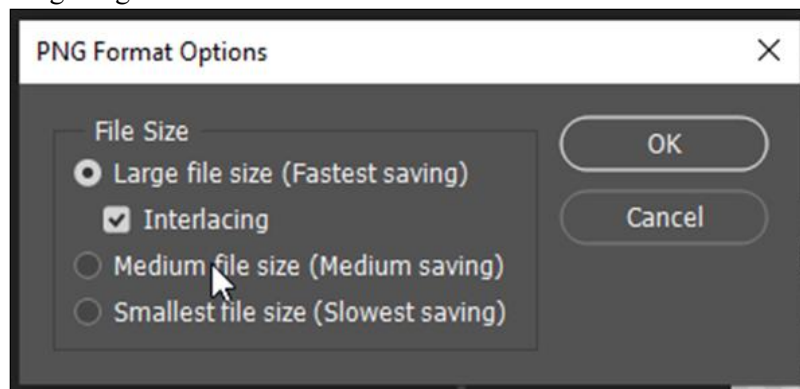 PNG Format Options
File Size
Large file size (Fastest saving)
Interlacing
Medium file size (Medium saving)
Smallest file size (Slowest saving)
OK
Cancel